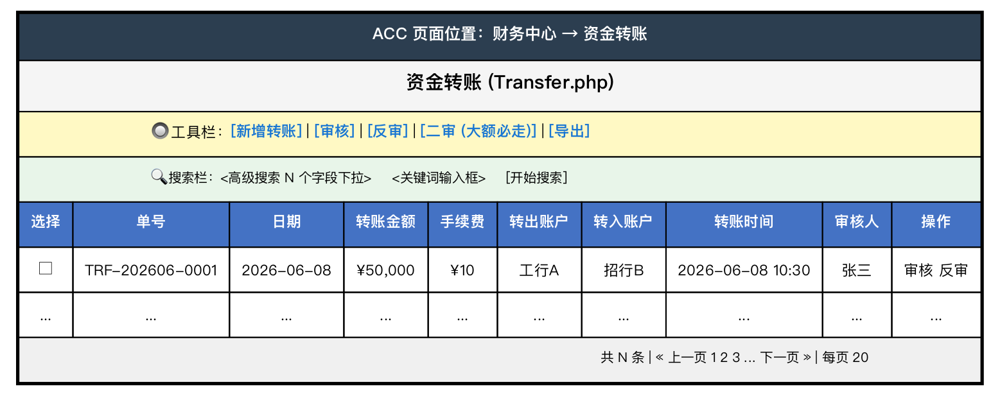 ACC 页面位置：财务中心 → 资金转账
资金转账 (Transfer.php)
工具栏：[新增转账] | [审核] | [反审] | [二审 (大额必走)] | [导出]
搜索栏：<高级搜索 N 个字段下拉> <关键词输入框> [开始搜索]
选择 单号 日期 转账金额 手续费 转出账户 转入账户 转账时间 审核人 操作
☐ TRF-202606-0001 2026-06-08 ¥50,000 ¥10 工行A 招行B 2026-06-08 10:30 张三 审核 反审
... ... ... ... ... ... ... ... ... ...
共 N 条 | « 上一页 1 2 3 ... 下一页 » | 每页 20